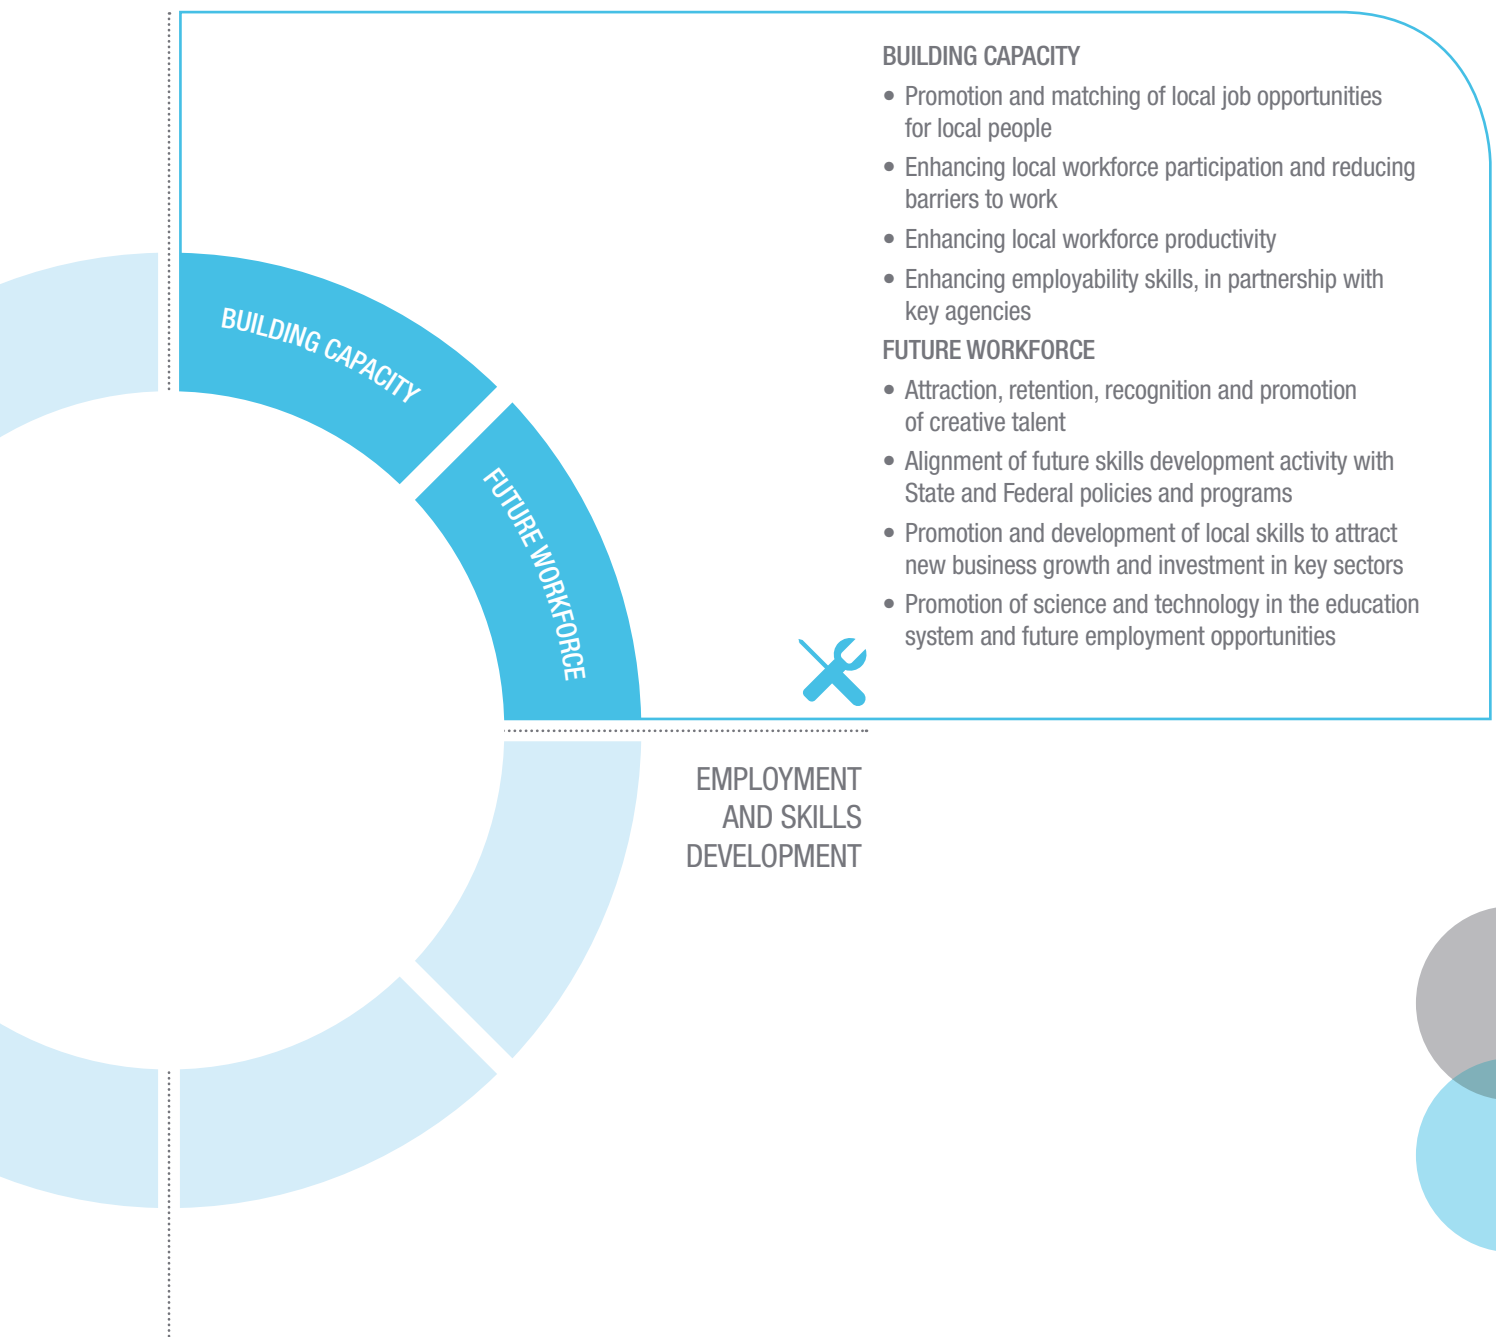 BUILDING CAPACITY
• Promotion and matching of local job opportunities
for local people
• Enhancing local workforce participation and reducing
barriers to work
• Enhancing local workforce productivity
• Enhancing employability skills, in partnership with
key agencies
FUTURE WORKFORCE
• Attraction, retention, recognition and promotion
of creative talent
• Alignment of future skills development activity with
State and Federal policies and programs
• Promotion and development of local skills to attract
new business growth and investment in key sectors
• Promotion of science and technology in the education
system and future employment opportunities
BUILDING CAPACITY
FUTURE WORKFORCE
EMPLOYMENT
AND SKILLS
DEVELOPMENT